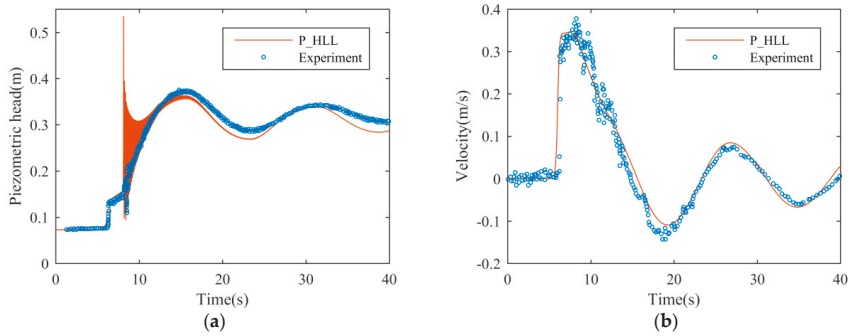 P_HLL
Experiment
Piezometric head(m)
0.5
0.4
0.3
0.2
0.1
0
0
10
20
30
40
Time(s)
(a)
P_HLL
Experiment
Velocity(m/s)
0.4
0.3
0.2
0.1
0
-0.1
-0.2
0
10
20
30
40
Time(s)
(b)